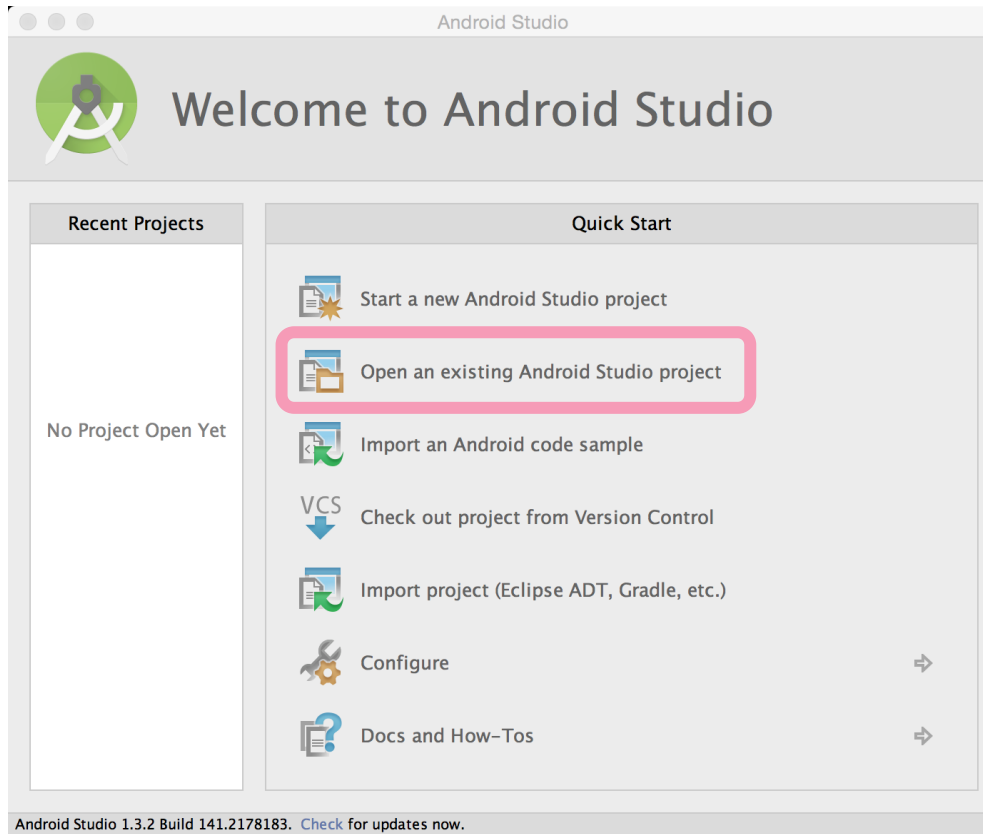 Android Studio
Welcome to Android Studio
Recent Projects
No Project Open Yet
Quick Start
Start a new Android Studio project
Open an existing Android Studio project
Import an Android code sample
VCS
Check out project from Version Control
Import project (Eclipse ADT, Gradle, etc.)
Configure
Docs and How-Tos
Android Studio 1.3.2 Build 141.2178183. Check for updates now.